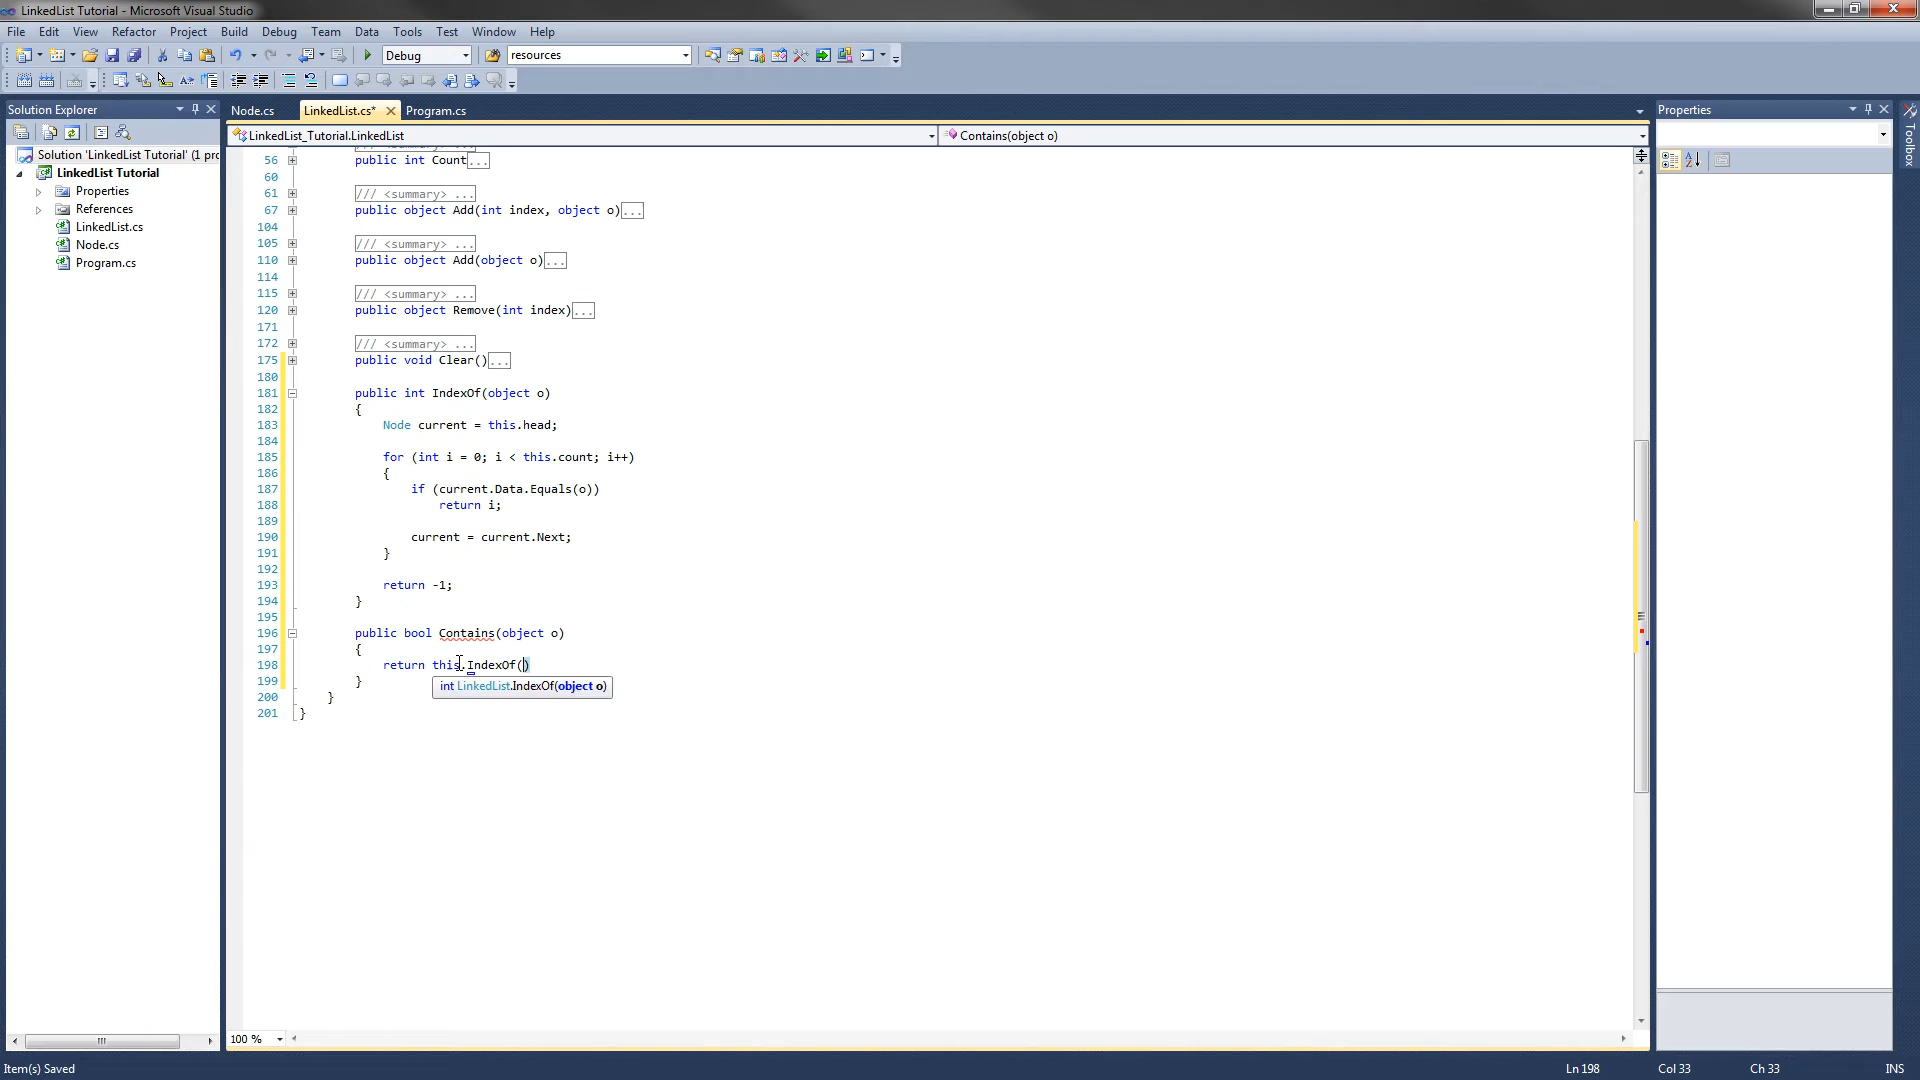 LinkedList Tutorial - Microsoft Visual Studio
File Edit View Refactor Project Build Debug Team Data Tools Test Window Help
Debug resources
Solution Explorer
Solution 'LinkedList Tutorial' (1 pro
LinkedList Tutorial
Properties
References
LinkedList.cs
Node.cs
Program.cs
Node.cs LinkedList.cs* Program.cs
LinkedList_Tutorial.LinkedList Contains(object o)
/// <summary> ...
56 public int Count...
60
61 /// <summary> ...
67 public object Add(int index, object o)...
104
105 /// <summary> ...
110 public object Add(object o)...
114
115 /// <summary> ...
120 public object Remove(int index)...
171
172 /// <summary> ...
175 public void Clear()...
180
181 public int IndexOf(object o)
182 {
183 Node current = this.head;
184
185 for (int i = 0; i < this.count; i++)
186 {
187 if (current.Data.Equals(o))
188 return i;
189
190 current = current.Next;
191 }
192
193 return -1;
194 }
195
196 public bool Contains(object o)
197 {
198 return this.IndexOf()
199 }
int LinkedList.IndexOf(object o)
200 }
201 }
100 %
Properties
Toolbox
Item(s) Saved Ln 198 Col 33 Ch 33 INS